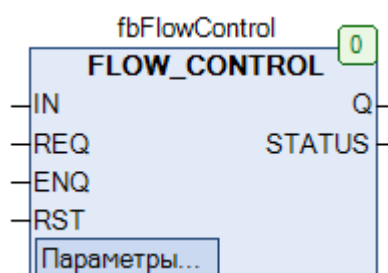 fbFlowControl
0
FLOW_CONTROL
IN Q
REQ STATUS
ENQ
RST
Параметры...